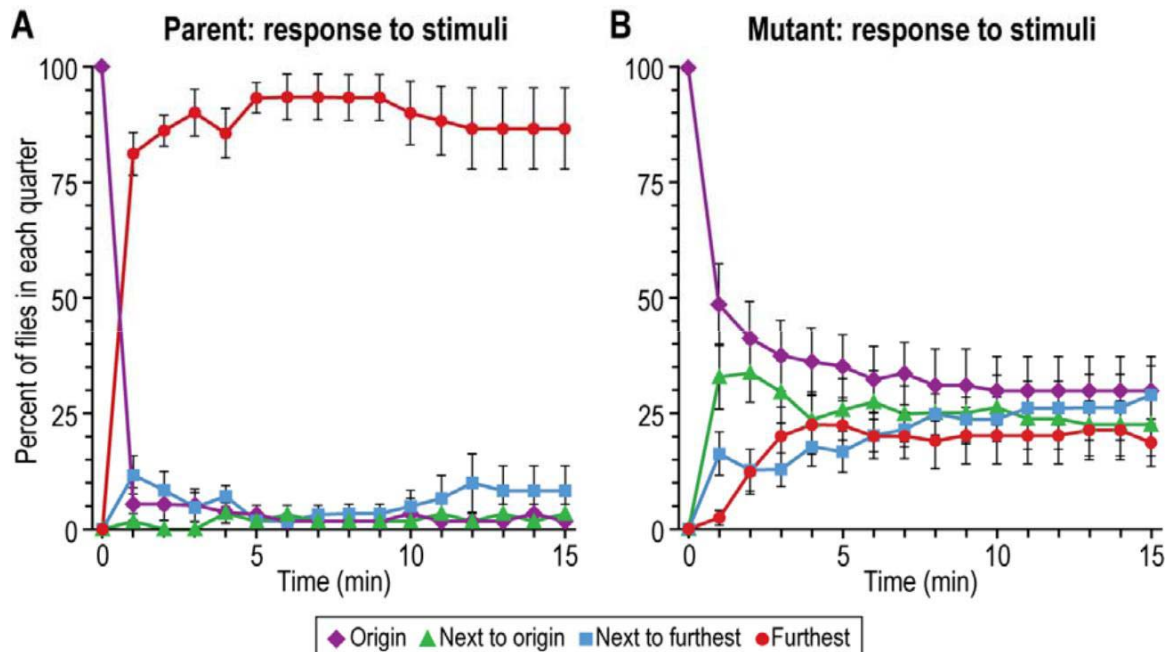 A Parent: response to stimuli
B Mutant: response to stimuli
Percent of flies in each quarter
100
75
50
25
0
0 5 10 15
Time (min)
100
75
50
25
0
0 5 10 15
Time (min)
Origin Next to origin Next to furthest Furthest